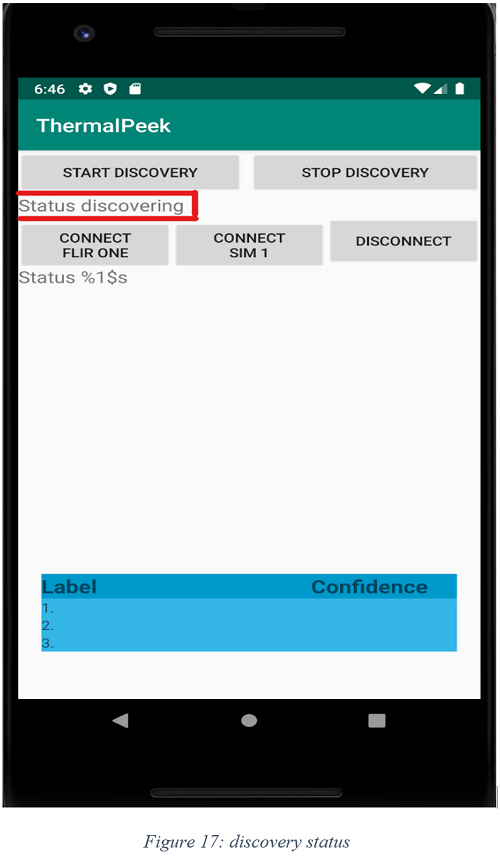 6:46
ThermalPeek
START DISCOVERY STOP DISCOVERY
Status discovering
CONNECT FLIR ONE CONNECT SIM 1 DISCONNECT
Status %1$s
Label Confidence
1.
2.
3.
Figure 17: discovery status